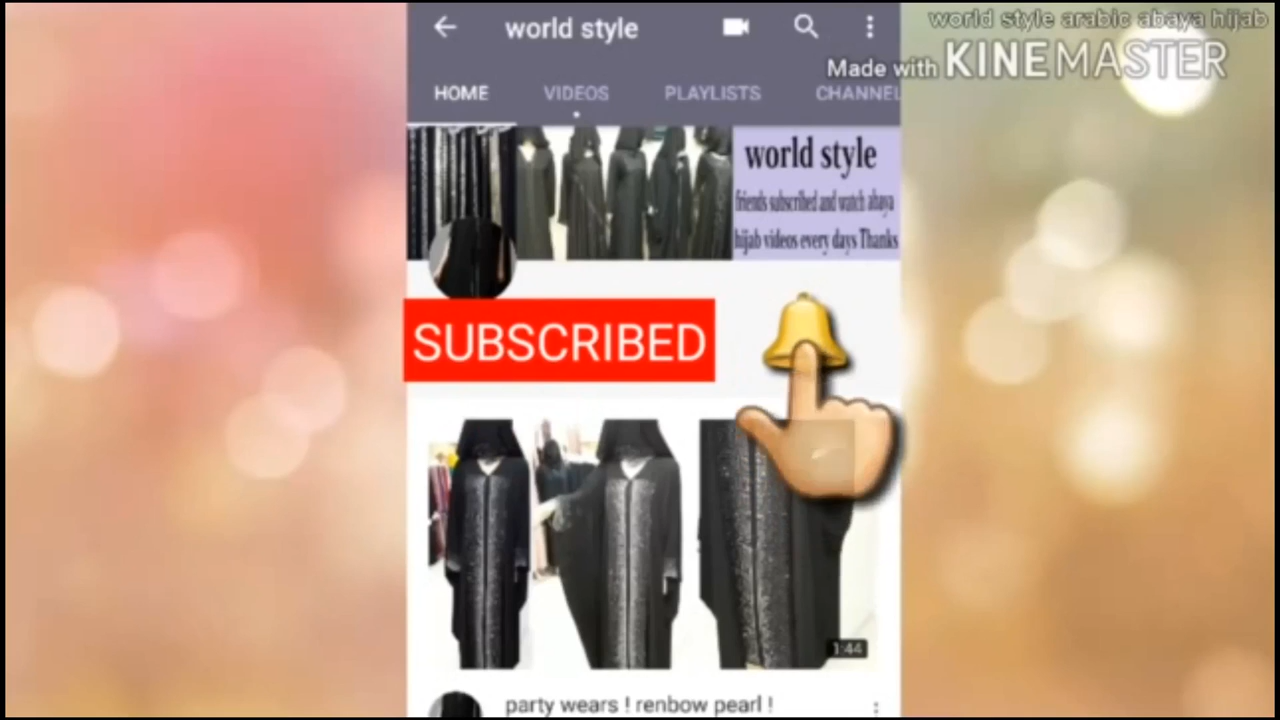 world style arabic abaya hijab
Made with KINEMASTER
world style
HOME VIDEOS PLAYLISTS CHANNEL
world style
friends subscribed and watch abaya
hijab videos every days Thanks
SUBSCRIBED
1:44
party wears ! renbow pearl !